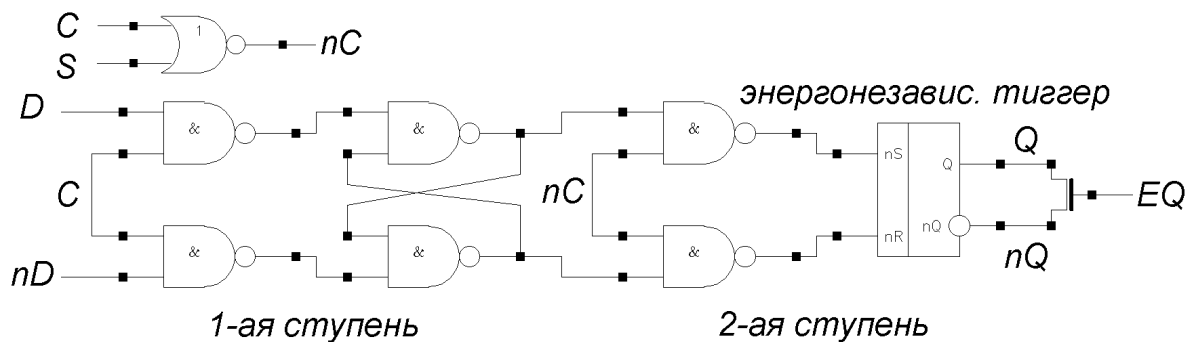 C
1
nC
S
D
&
&
&
энергонезавис. тиггер
nS
Q
Q
C
nC
EQ
nR
nQ
nQ
nD
&
&
&
1-ая ступень
2-ая ступень